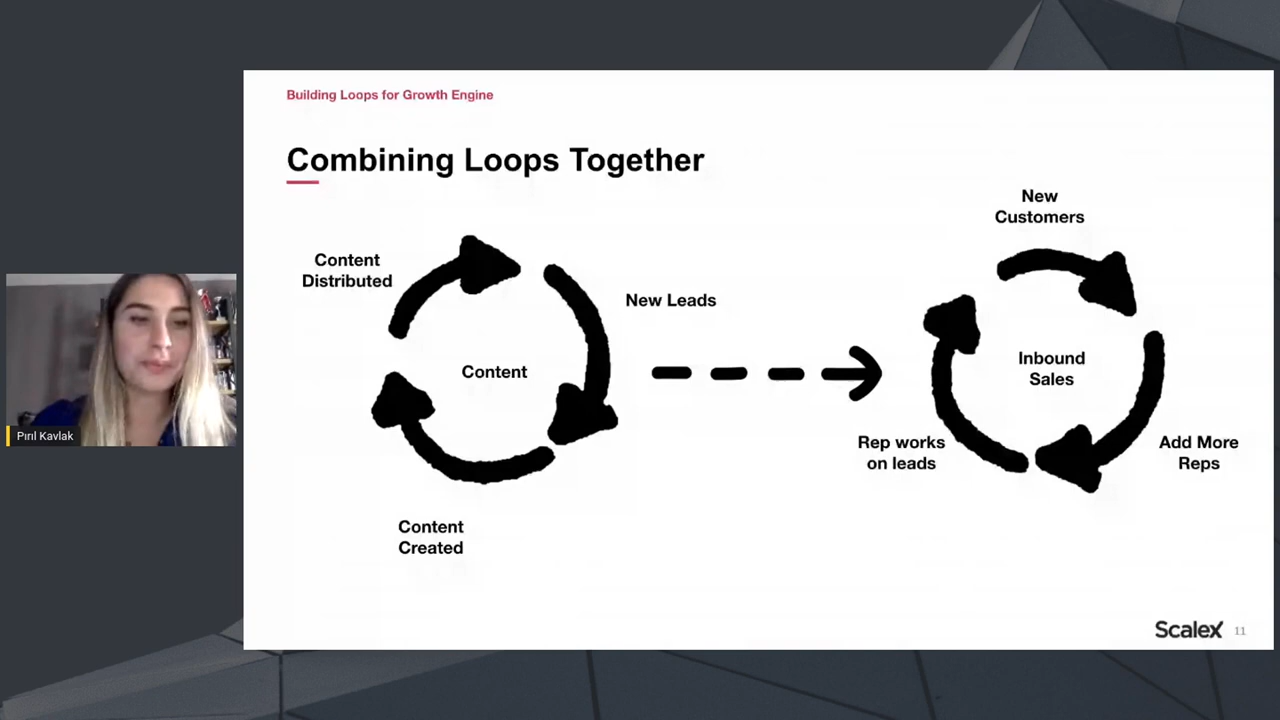 Building Loops for Growth Engine
Combining Loops Together
New
Customers
Content
Distributed
New Leads
Content
Inbound
Sales
Rep works
on leads
Add More
Reps
Content
Created
Pırıl Kavlak
Scalex
11